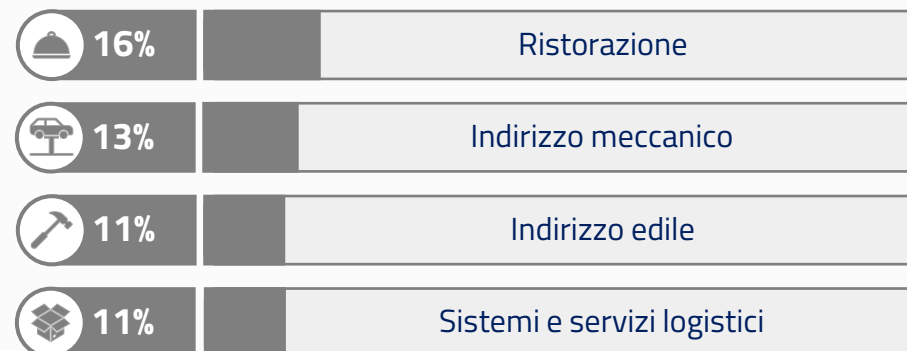 16% Ristorazione
13% Indirizzo meccanico
11% Indirizzo edile
11% Sistemi e servizi logistici